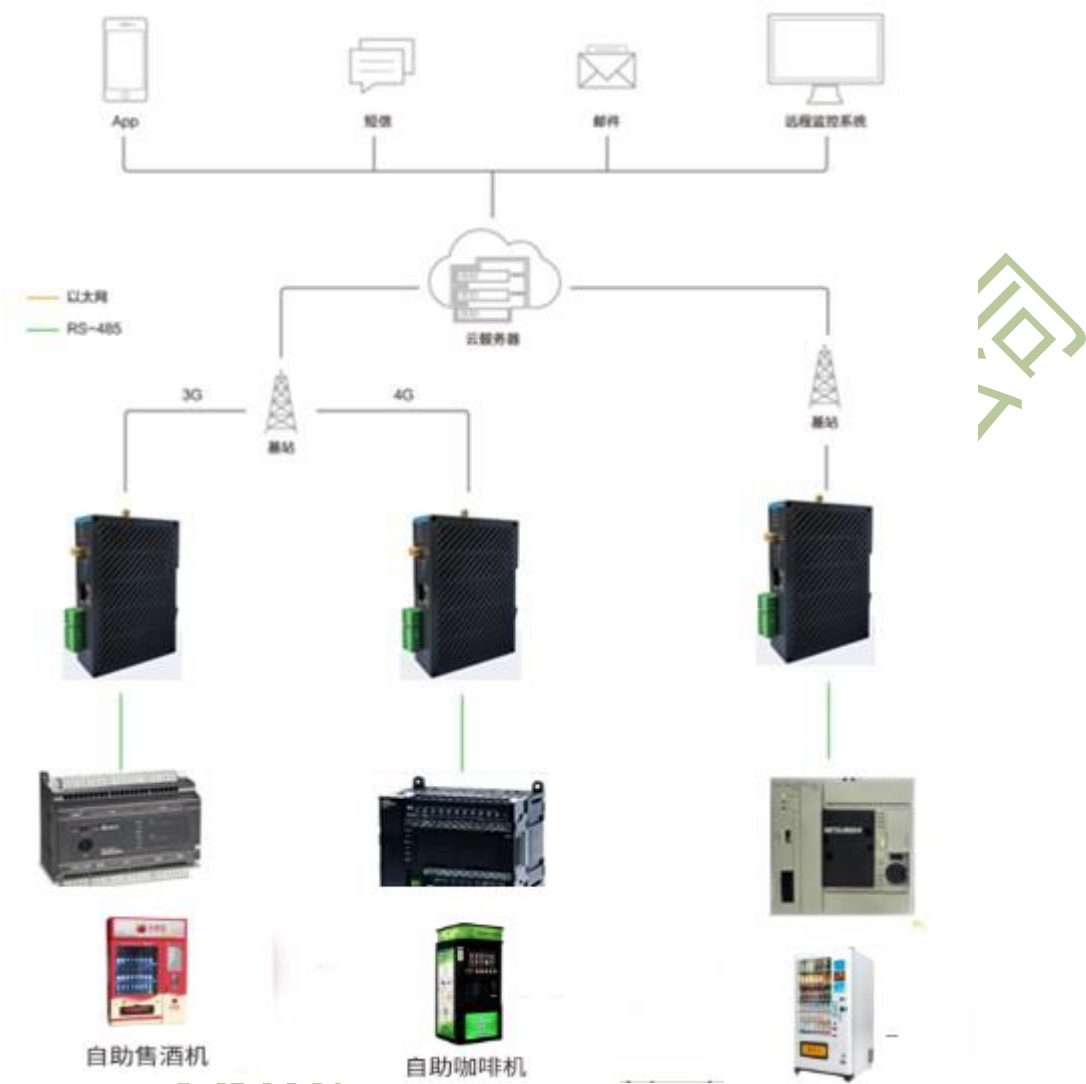 App
短信
邮件
远程监控系统
以太网
RS-485
云服务器
3G
4G
基站
基站
MITSUBISHI
自助售酒机
自助咖啡机